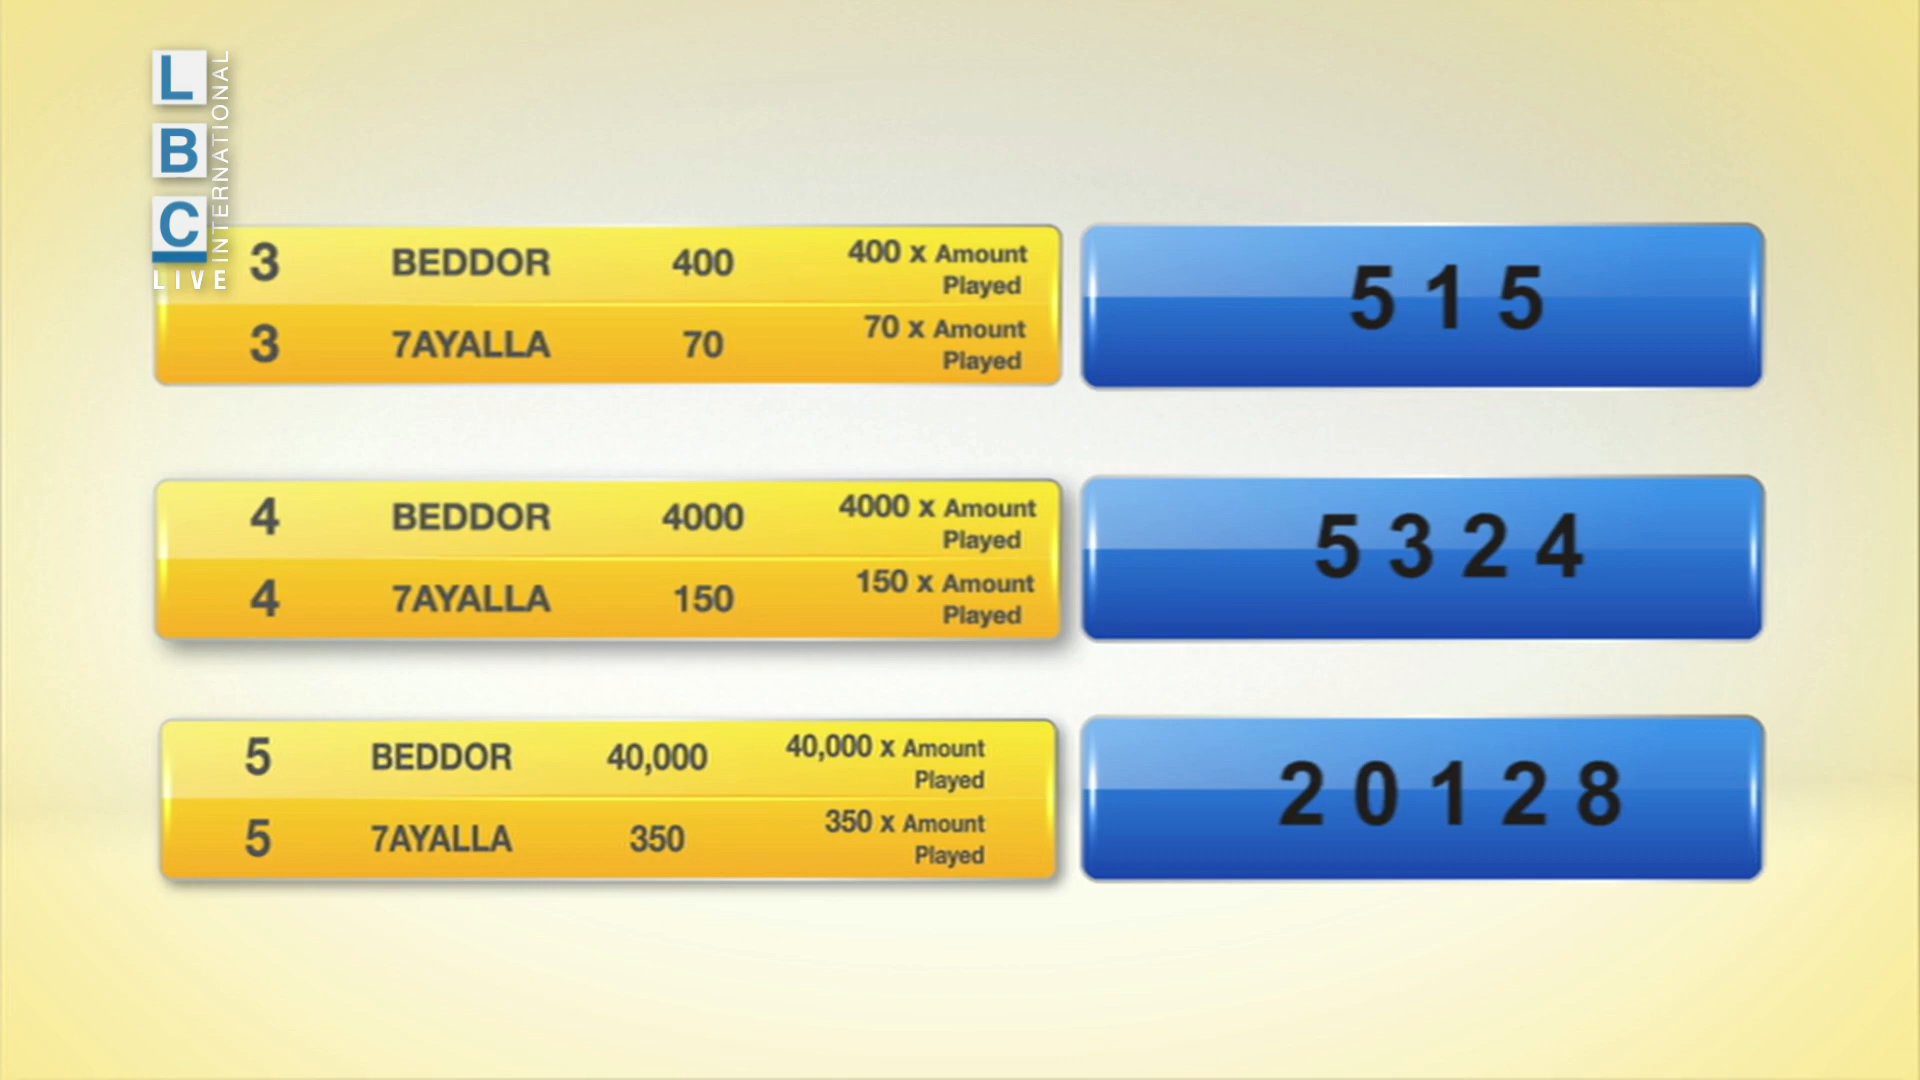 L
B
C
INTERNATIONAL
LIVE
3 BEDDOR 400 400 x Amount
Played
3 7AYALLA 70 70 x Amount
Played
5 1 5
4 BEDDOR 4000 4000 x Amount
Played
4 7AYALLA 150 150 x Amount
Played
5 3 2 4
5 BEDDOR 40,000 40,000 x Amount
Played
5 7AYALLA 350 350 x Amount
Played
2 0 1 2 8